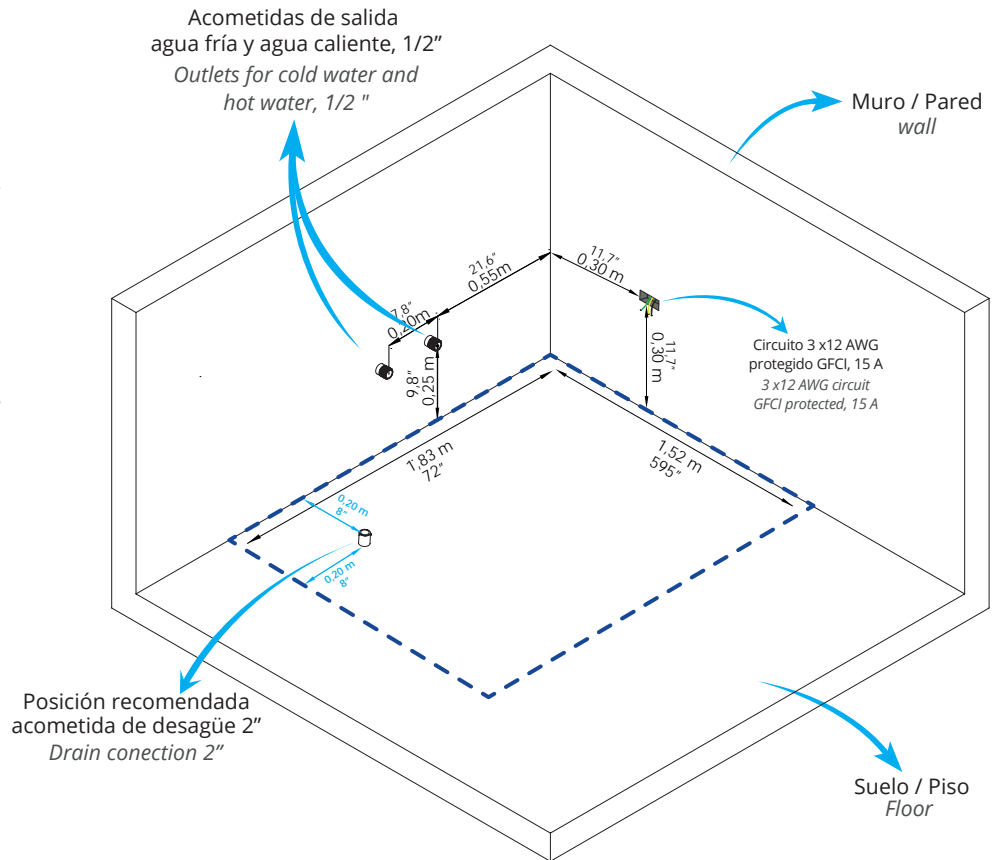 Acometidas de salida
agua fría y agua caliente, 1/2”
Outlets for cold water and
hot water, 1/2 "
Muro / Pared
wall
21,6”
0,55m
11,7”
0,30 m
7,8”
0,20m
9,8”
0,25 m
11,7”
0,30 m
Circuito 3 x12 AWG
protegido GFCI, 15 A
3 x12 AWG circuit
GFCI protected, 15 A
1,83 m
72”
1,52 m
595”
0,20 m
8”
0,20 m
8”
Posición recomendada
acometida de desagüe 2”
Drain conection 2”
Suelo / Piso
Floor